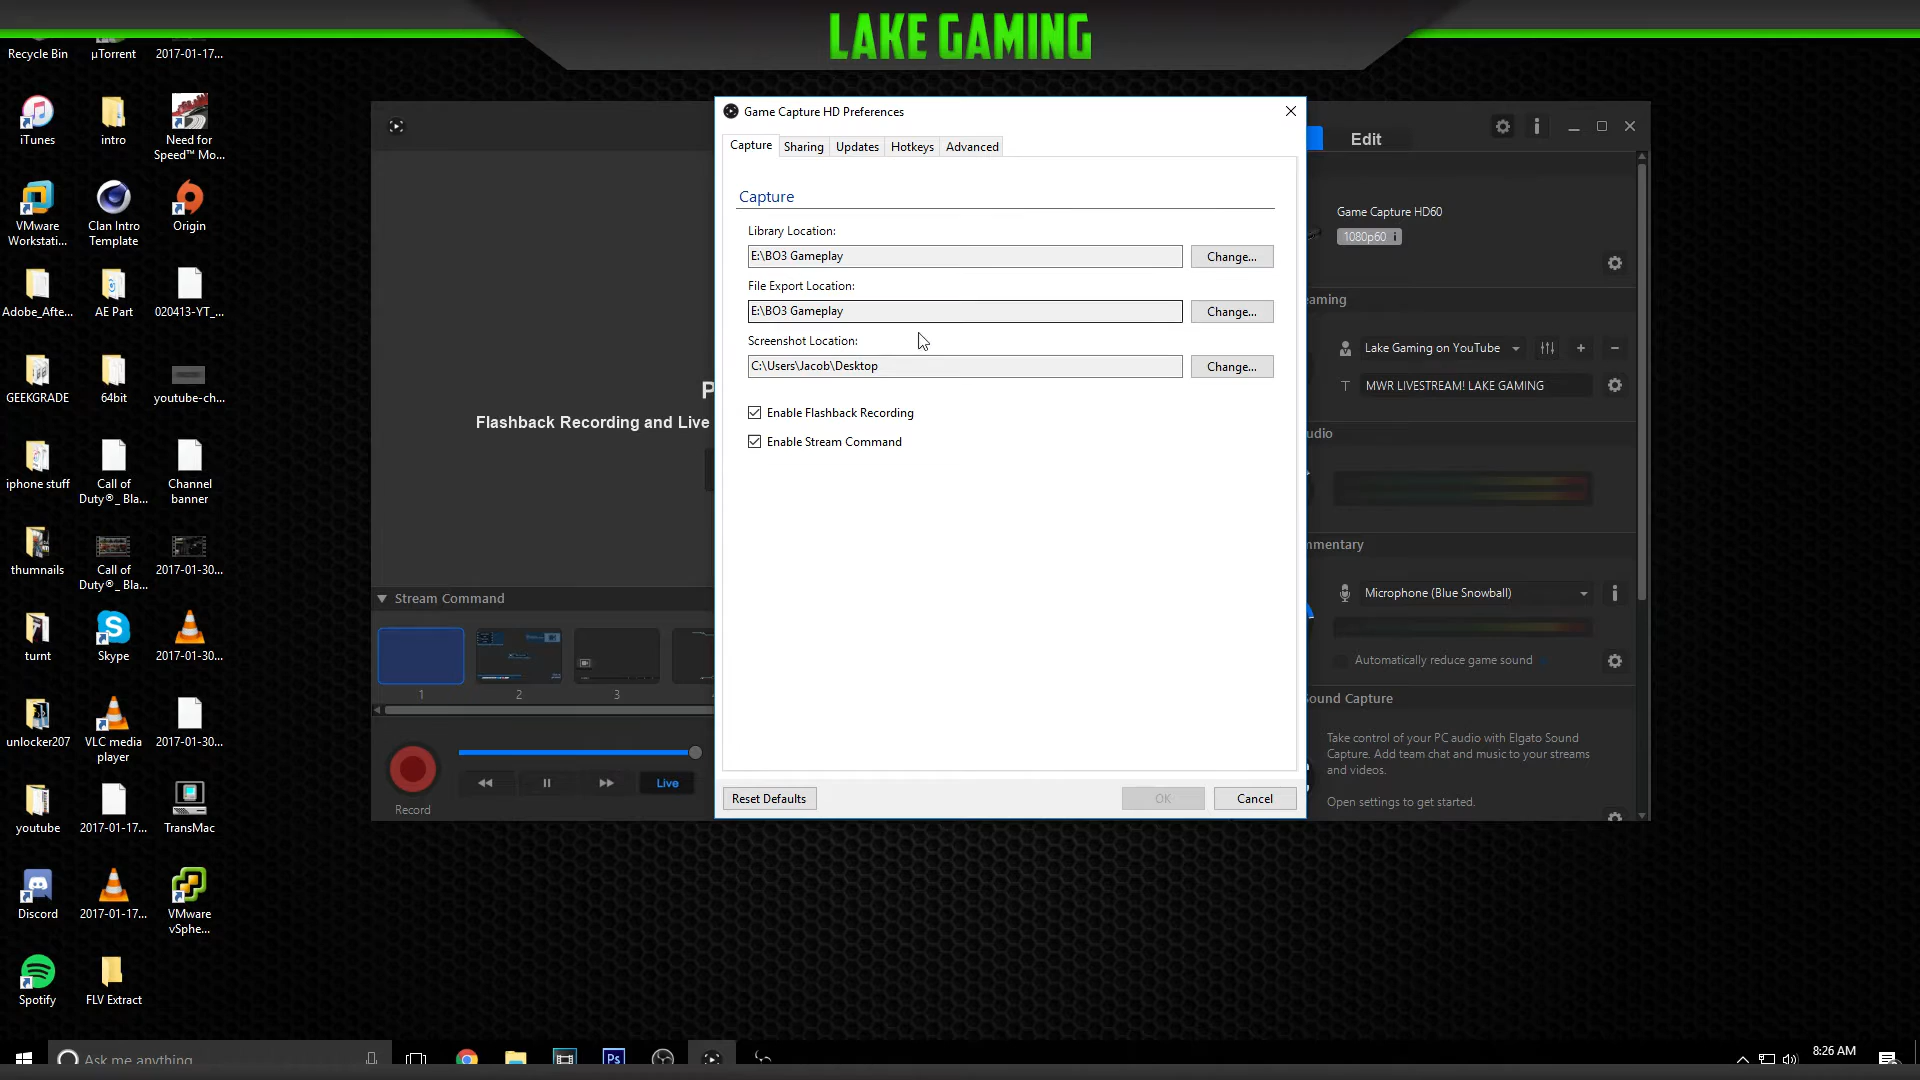 LAKE GAMING
Recycle Bin
µTorrent
2017-01-17...
iTunes
intro
Need for
Speed™ Mo...
VMware
Workstati...
Clan Intro
Template
Origin
Adobe_Afte...
AE Part
020413-YT_...
GEEKGRADE
64bit
youtube-ch...
iphone stuff
Call of
Duty®_ Bla...
Channel
banner
thumnails
Call of
Duty®_ Bla...
2017-01-30...
turnt
Skype
2017-01-30...
unlocker207
VLC media
player
2017-01-30...
youtube
2017-01-17...
TransMac
Discord
2017-01-17...
VMware
vSphe...
Spotify
FLV Extract
Flashback Recording and Live
Stream Command
1
2
3
Record
Live
Game Capture HD Preferences
Capture
Sharing
Updates
Hotkeys
Advanced
Capture
Library Location:
E:\BO3 Gameplay
Change...
File Export Location:
E:\BO3 Gameplay
Change...
Screenshot Location:
C:\Users\Jacob\Desktop
Change...
Enable Flashback Recording
Enable Stream Command
Reset Defaults
OK
Cancel
Edit
Game Capture HD60
1080p60 i
eaming
Lake Gaming on YouTube
T MWR LIVESTREAM! LAKE GAMING
udio
mmentary
Microphone (Blue Snowball)
Automatically reduce game sound
ound Capture
Take control of your PC audio with Elgato Sound
Capture. Add team chat and music to your streams
and videos.
Open settings to get started.
Ask me anything
Ps
8:26 AM